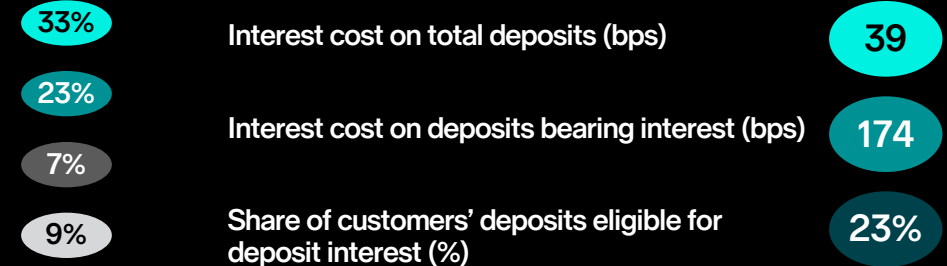 33%
23%
7%
9%
Interest cost on total deposits (bps)
39
Interest cost on deposits bearing interest (bps)
174
Share of customers’ deposits eligible for
deposit interest (%)
23%